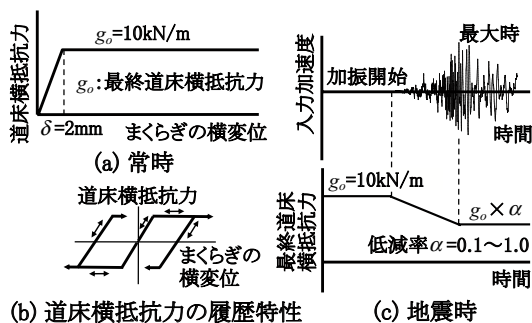 道床横抵抗力
gₒ=10kN/m
gₒ:最終道床横抵抗力
δ=2mm
まくらぎの横変位
(a) 常時
道床横抵抗力
まくらぎの
横変位
(b) 道床横抵抗力の履歴特性
入力加速度
最大時
加振開始
時間
最終道床
横抵抗力
gₒ=10kN/m
gₒ×α
低減率α=0.1~1.0
時間
(c) 地震時